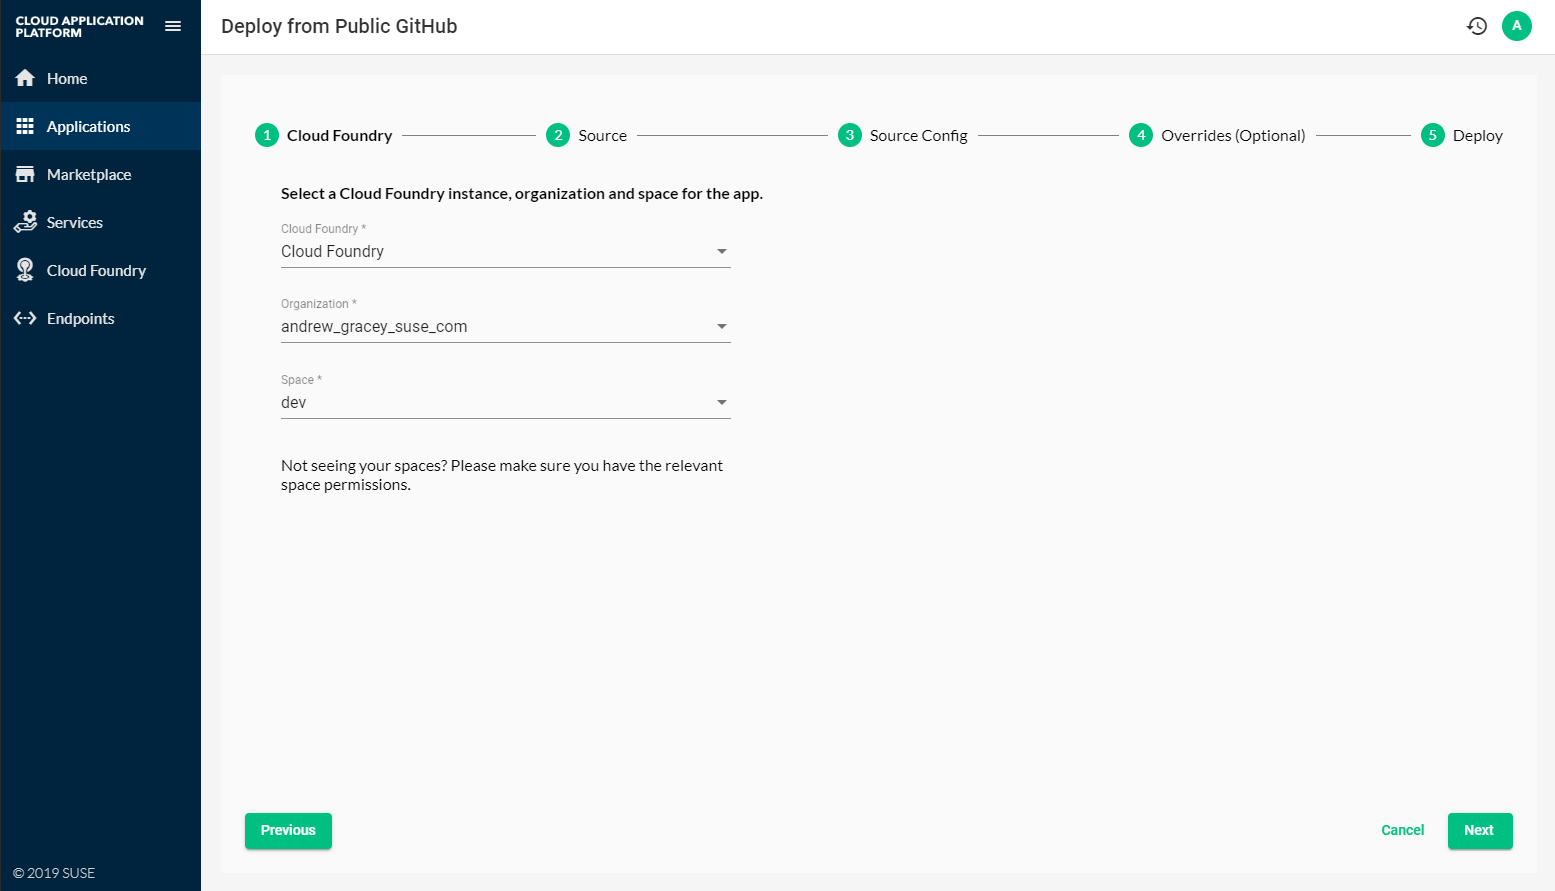 CLOUD APPLICATION
PLATFORM
Deploy from Public GitHub
A
Home
Applications
Marketplace
Services
Cloud Foundry
Endpoints
1 Cloud Foundry 2 Source 3 Source Config 4 Overrides (Optional) 5 Deploy
Select a Cloud Foundry instance, organization and space for the app.
Cloud Foundry *
Cloud Foundry
Organization *
andrew_gracey_suse_com
Space *
dev
Not seeing your spaces? Please make sure you have the relevant
space permissions.
Previous
Cancel
Next
© 2019 SUSE